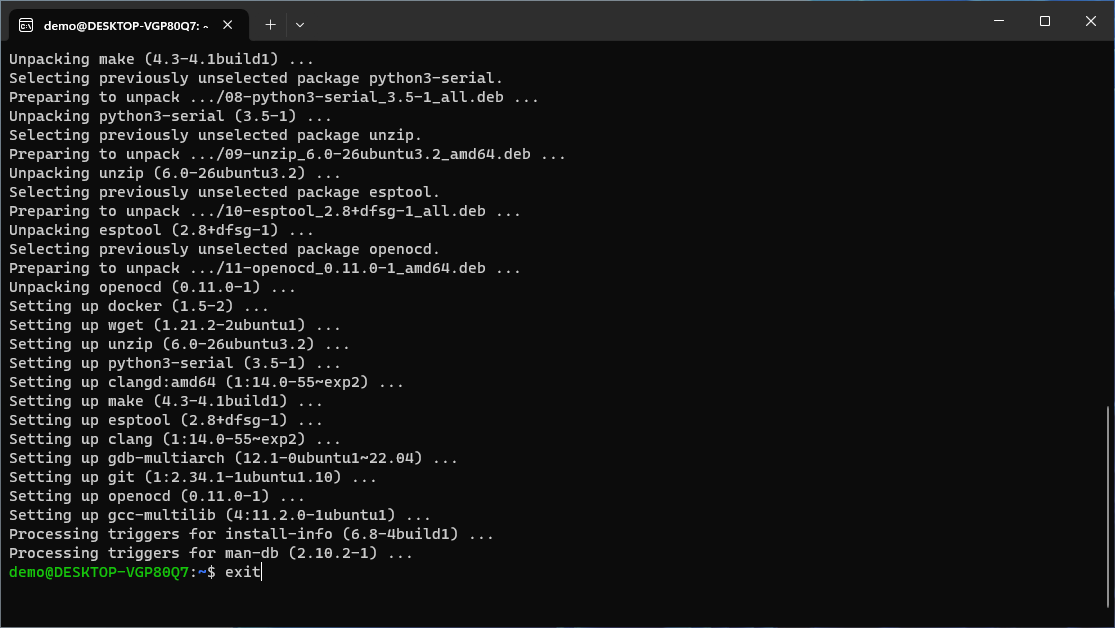 demo@DESKTOP-VGP80Q7: ~
Unpacking make (4.3-4.1build1) ...
Selecting previously unselected package python3-serial.
Preparing to unpack .../08-python3-serial_3.5-1_all.deb ...
Unpacking python3-serial (3.5-1) ...
Selecting previously unselected package unzip.
Preparing to unpack .../09-unzip_6.0-26ubuntu3.2_amd64.deb ...
Unpacking unzip (6.0-26ubuntu3.2) ...
Selecting previously unselected package esptool.
Preparing to unpack .../10-esptool_2.8+dfsg-1_all.deb ...
Unpacking esptool (2.8+dfsg-1) ...
Selecting previously unselected package openocd.
Preparing to unpack .../11-openocd_0.11.0-1_amd64.deb ...
Unpacking openocd (0.11.0-1) ...
Setting up docker (1.5-2) ...
Setting up wget (1.21.2-2ubuntu1) ...
Setting up unzip (6.0-26ubuntu3.2) ...
Setting up python3-serial (3.5-1) ...
Setting up clangd:amd64 (1:14.0-55~exp2) ...
Setting up make (4.3-4.1build1) ...
Setting up esptool (2.8+dfsg-1) ...
Setting up clang (1:14.0-55~exp2) ...
Setting up gdb-multiarch (12.1-0ubuntu1~22.04) ...
Setting up git (1:2.34.1-1ubuntu1.10) ...
Setting up openocd (0.11.0-1) ...
Setting up gcc-multilib (4:11.2.0-1ubuntu1) ...
Processing triggers for install-info (6.8-4build1) ...
Processing triggers for man-db (2.10.2-1) ...
demo@DESKTOP-VGP80Q7:~$ exit